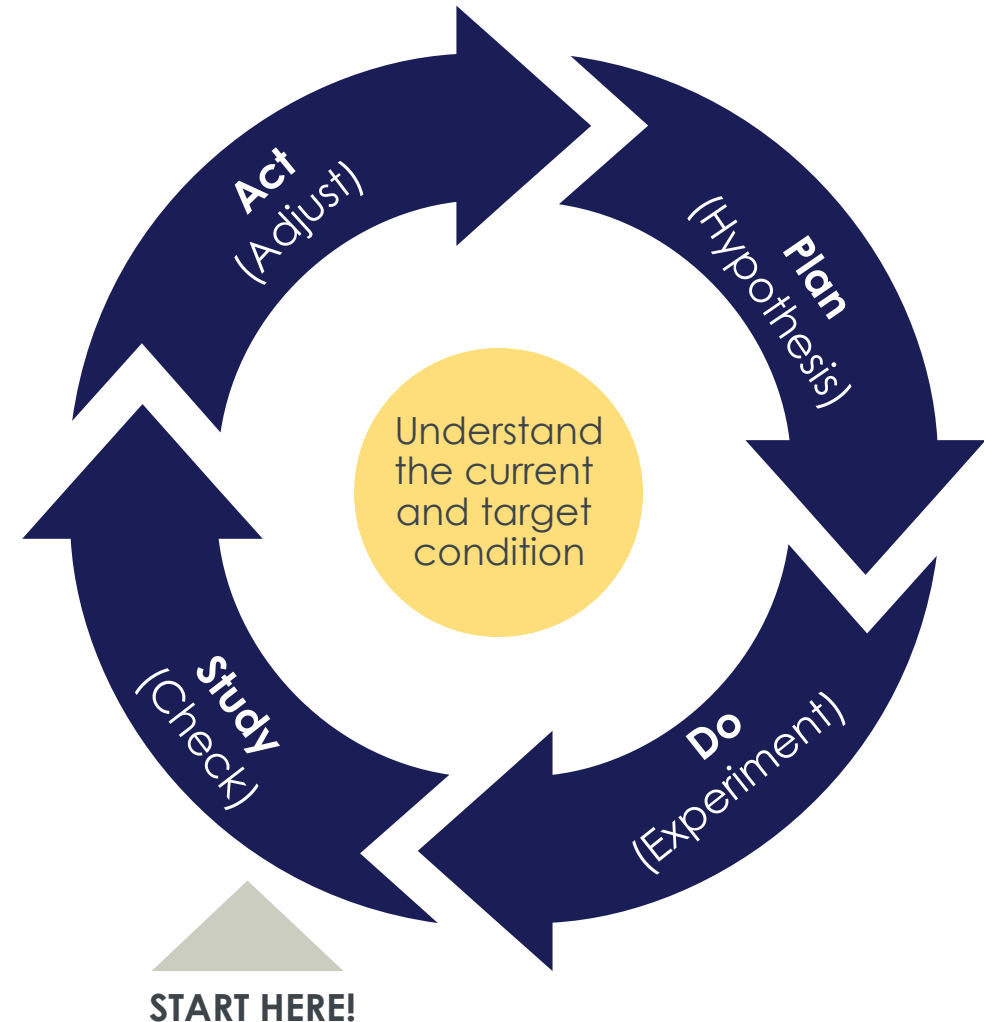 Act
(Adjust)
Plan
(Hypothesis)
Understand
the current
and target
condition
Do
(Experiment)
Study
(Check)
START HERE!